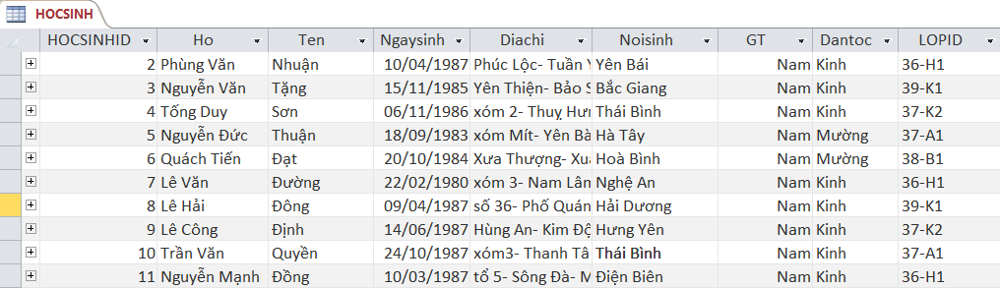 HOCSINH
HOCSINHID Ho Ten Ngaysinh Diachi Noisinh GT Dantoc LOPID
2 Phùng Văn Nhuận 10/04/1987 Phúc Lộc- Tuần Yên Bái Nam Kinh 36-H1
3 Nguyễn Văn Tặng 15/11/1985 Yên Thiện- Bảo S Bắc Giang Nam Kinh 39-K1
4 Tống Duy Sơn 06/11/1986 xóm 2- Thuỵ Hưn Thái Bình Nam Kinh 37-K2
5 Nguyễn Đức Thuận 18/09/1983 xóm Mít- Yên Bà Hà Tây Nam Mường 37-A1
6 Quách Tiến Đạt 20/10/1984 Xưa Thượng- Xuâ Hoà Bình Nam Mường 38-B1
7 Lê Văn Đường 22/02/1980 xóm 3- Nam Lân Nghệ An Nam Kinh 36-H1
8 Lê Hải Đông 09/04/1987 số 36- Phố Quán Hải Dương Nam Kinh 39-K1
9 Lê Công Định 14/06/1987 Hùng An- Kim Độ Hưng Yên Nam Kinh 37-K2
10 Trần Văn Quyền 24/10/1987 xóm3- Thanh Tâ Thái Bình Nam Kinh 37-A1
11 Nguyễn Mạnh Đồng 10/03/1987 tổ 5- Sông Đà- M Điện Biên Nam Kinh 36-H1